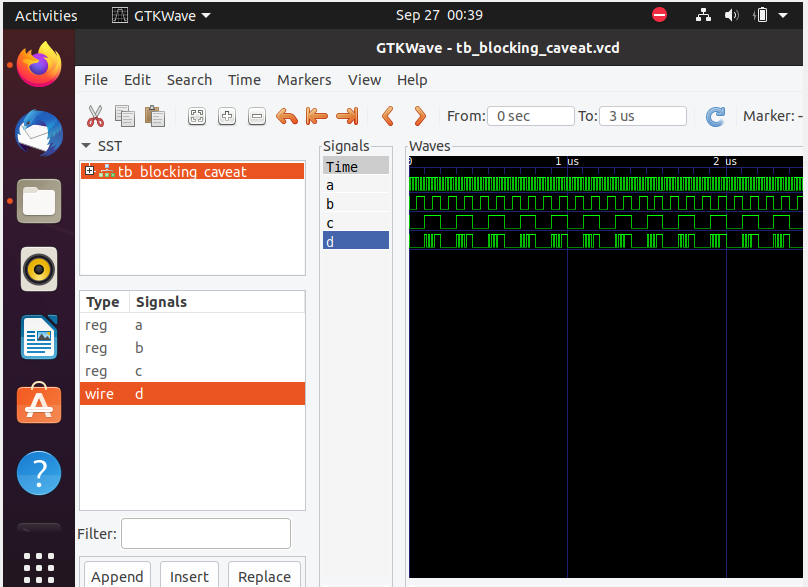 Activities GTKWave Sep 27 00:39
GTKWave - tb_blocking_caveat.vcd
File Edit Search Time Markers View Help
From: 0 sec To: 3 us Marker: -
SST
tb_blocking_caveat
Type Signals
reg a
reg b
reg c
wire d
Filter:
Append Insert Replace
Signals
Time
a
b
c
d
Waves
0 1 us 2 us